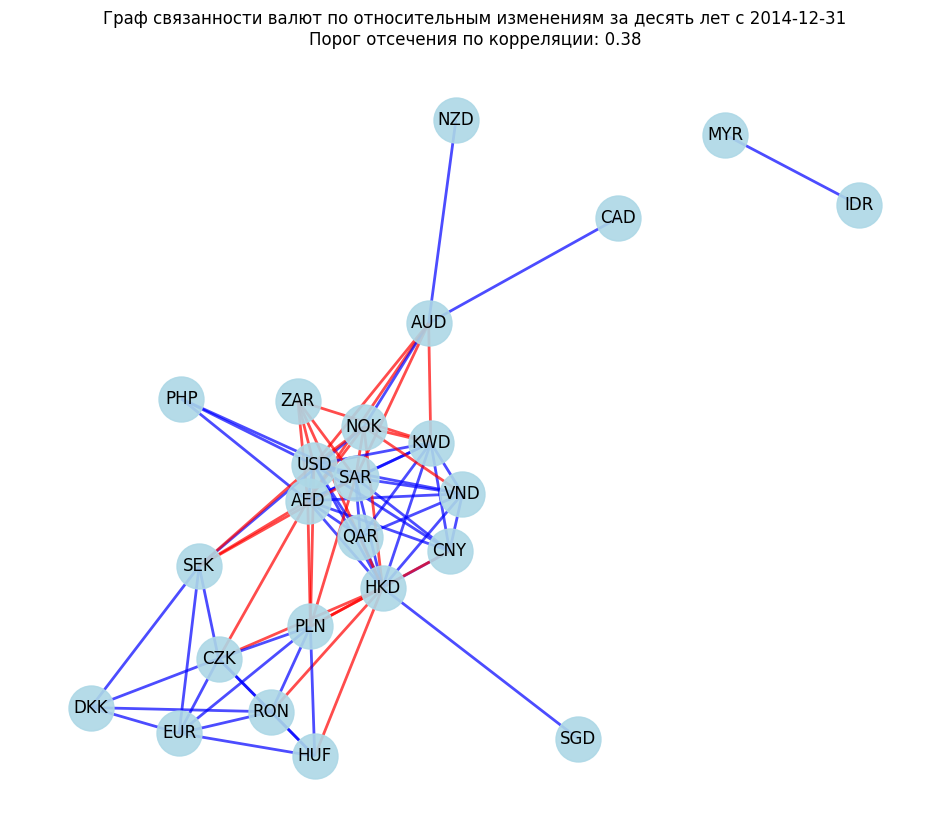 Граф связанности валют по относительным изменениям за десять лет с 2014-12-31
Порог отсечения по корреляции: 0.38
NZD
MYR
IDR
CAD
AUD
PHP
ZAR
NOK
KWD
USD
SAR
VND
AED
QAR
CNY
SEK
HKD
PLN
CZK
DKK
RON
EUR
SGD
HUF